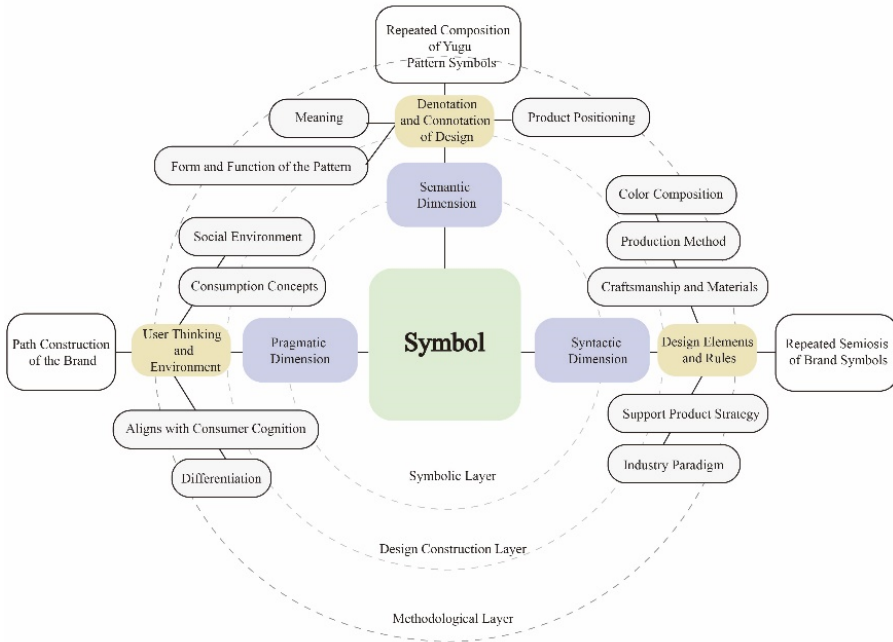 Repeated Composition
of Yugu
Pattern Symbols
Denotation
and Connotation
of Design
Meaning
Product Positioning
Form and Function of the Pattern
Semantic
Dimension
Color Composition
Social Environment
Production Method
Consumption Concepts
Craftsmanship and Materials
Path Construction
of the Brand
User Thinking
and
Environment
Pragmatic
Dimension
Symbol
Syntactic
Dimension
Design Elements
and Rules
Repeated Semiosis
of Brand Symbols
Aligns with Consumer Cognition
Support Product Strategy
Differentiation
Industry Paradigm
Symbolic Layer
Design Construction Layer
Methodological Layer